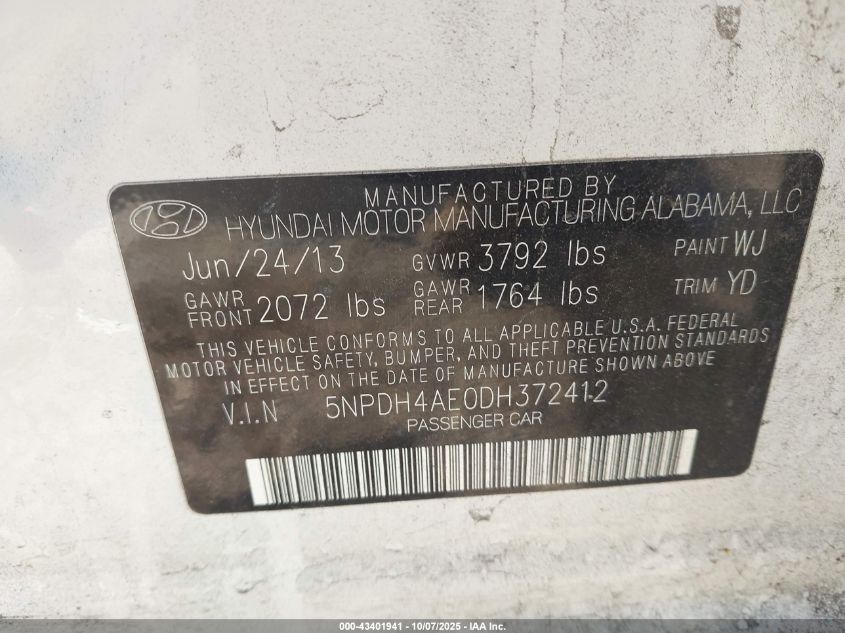 MANUFACTURED BY
HYUNDAI MOTOR MANUFACTURING ALABAMA, LLC
Jun/24/13 GVWR 3792 lbs PAINT WJ
GAWR FRONT 2072 lbs GAWR REAR 1764 lbs TRIM YD
THIS VEHICLE CONFORMS TO ALL APPLICABLE U.S.A. FEDERAL
MOTOR VEHICLE SAFETY, BUMPER, AND THEFT PREVENTION STANDARDS
IN EFFECT ON THE DATE OF MANUFACTURE SHOWN ABOVE
V.I.N 5NPDH4AE0DH372412
PASSENGER CAR
000-43401941 - 10/07/2025 - IAA Inc.